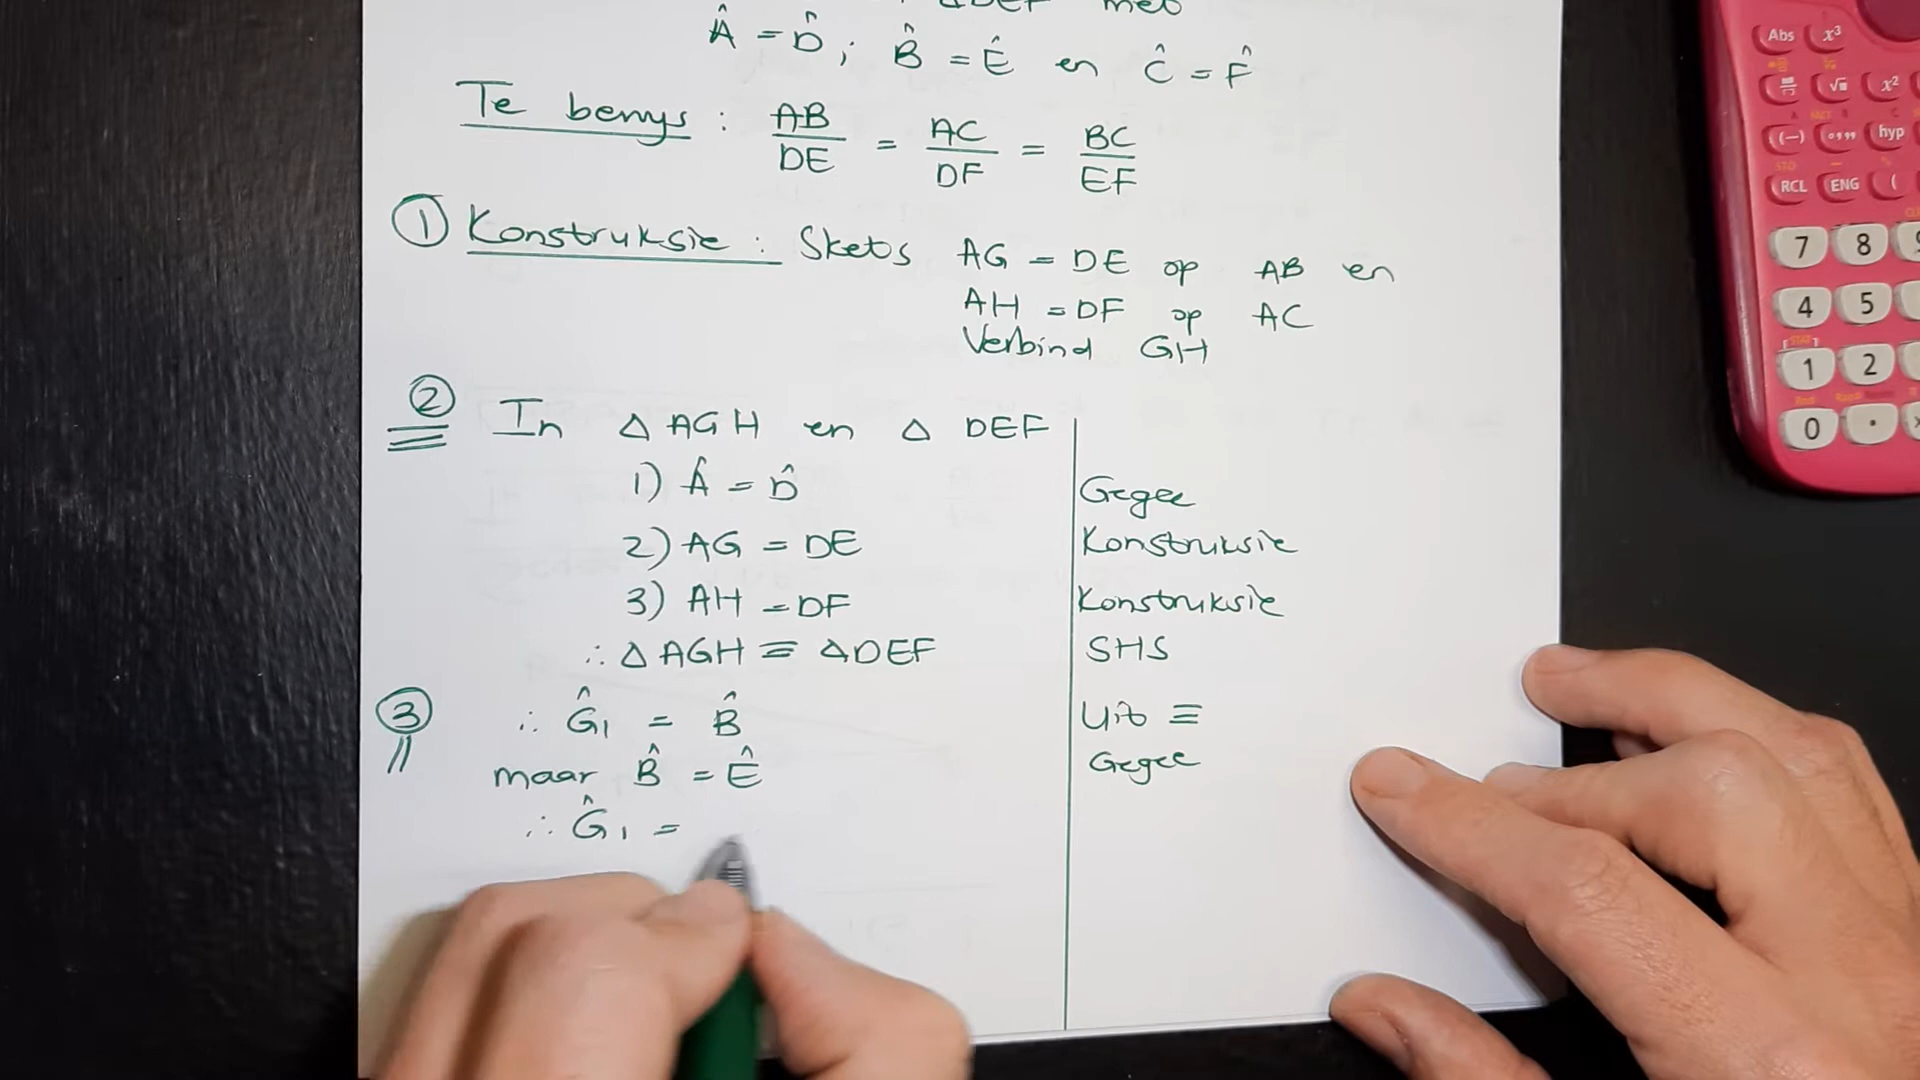 ΔDEF met
Â = D̂ ; B̂ = Ê en Ĉ = F̂
Te bewys : AB/DE = AC/DF = BC/EF
① Konstruksie : Skets AG = DE op AB en
AH = DF op AC
Verbind GH
② In Δ AGH en Δ DEF
1) Â = D̂ Gegee
2) AG = DE Konstruksie
3) AH = DF Konstruksie
∴ Δ AGH ≡ ΔDEF SHS
③ ∴ Ĝ1 = B̂ Uit ≡
maar B̂ = Ê Gegee
∴ Ĝ1 =
Abs x³
√ x²
(−) hyp
RCL ENG (
7 8
4 5
1 2
0 .